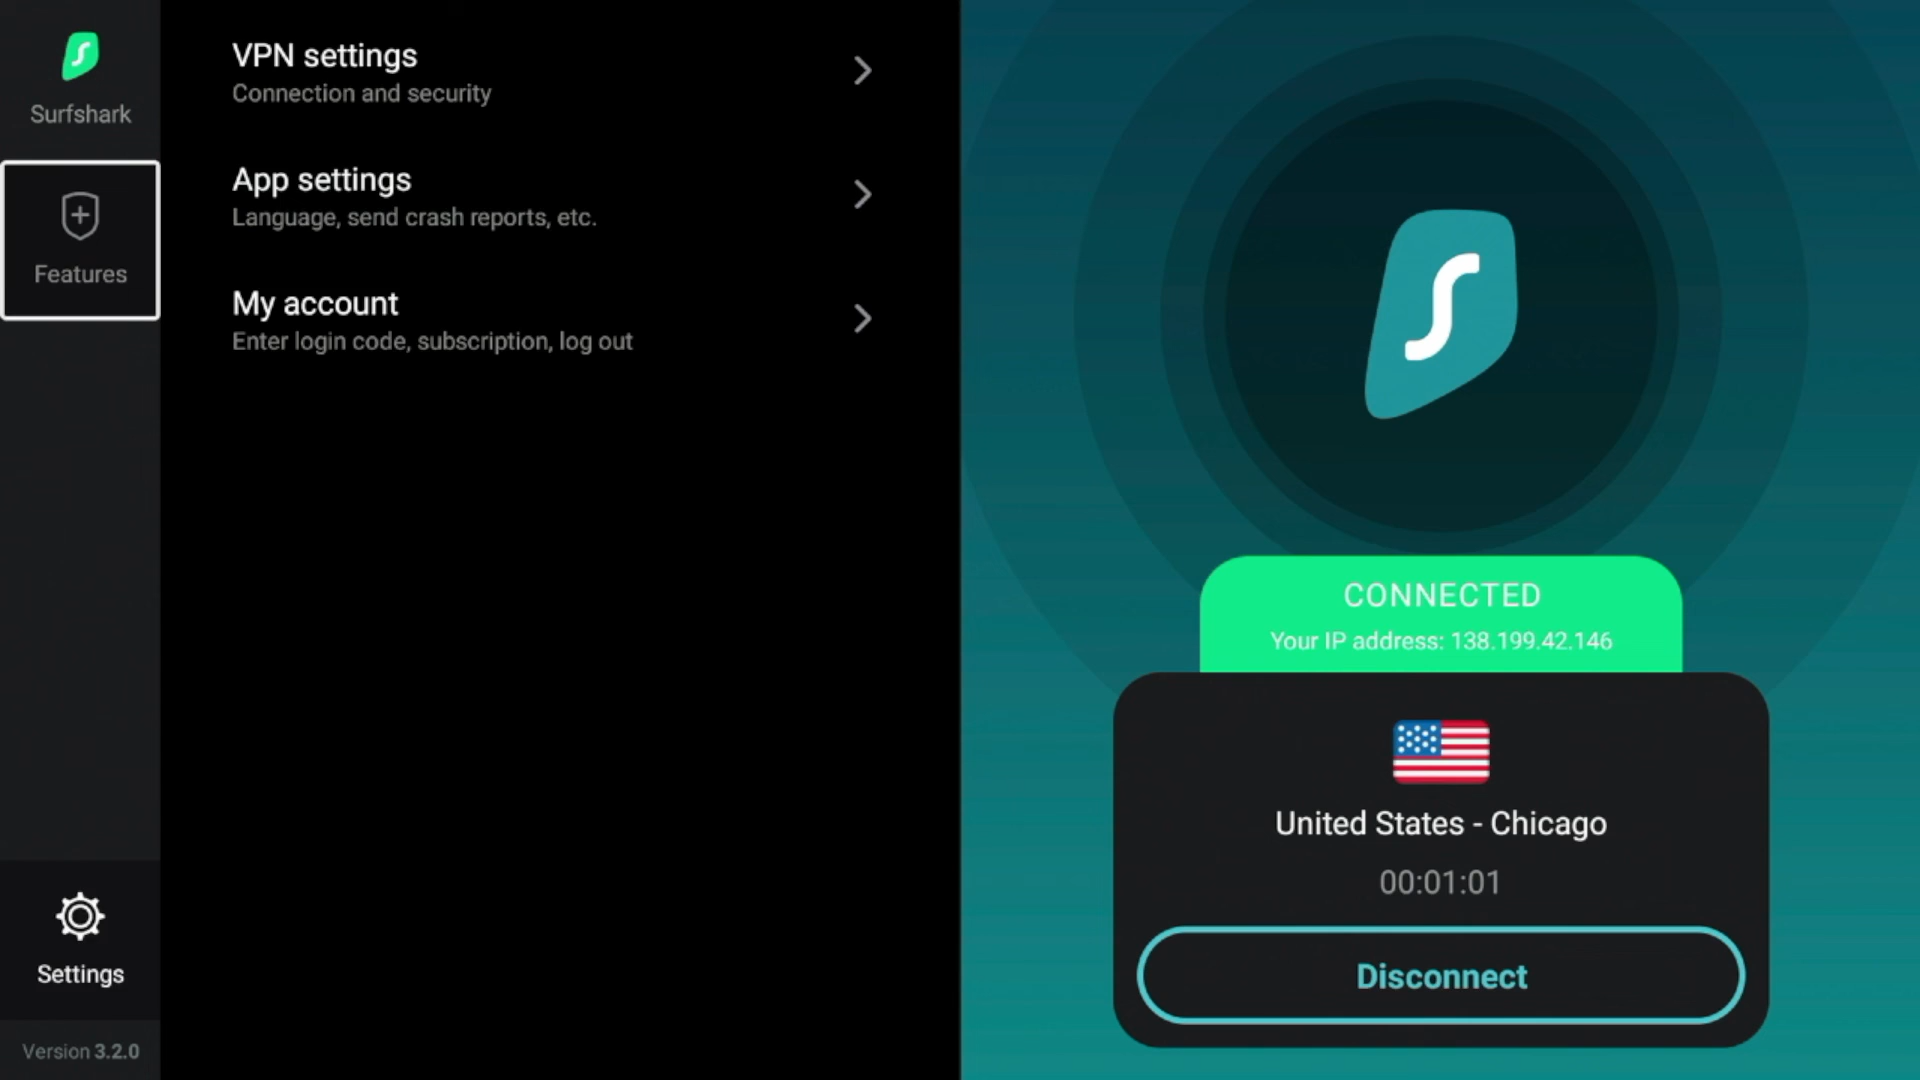 Surfshark
Features
Settings
Version 3.2.0
VPN settings
Connection and security
App settings
Language, send crash reports, etc.
My account
Enter login code, subscription, log out
CONNECTED
Your IP address: 138.199.42.146
United States - Chicago
00:01:01
Disconnect